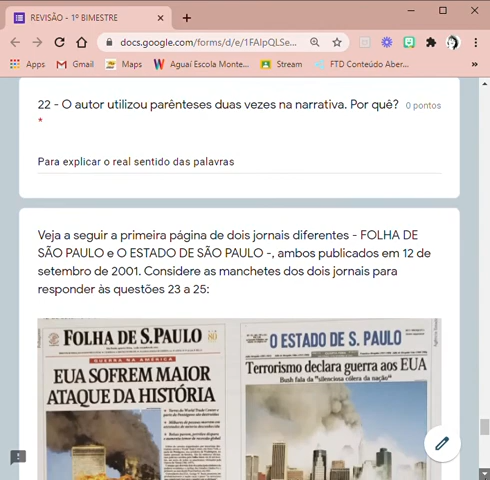 REVISÃO - 1º BIMESTRE
docs.google.com/forms/d/e/1FAIpQLSe...
Apps Gmail Maps Aguaí Escola Monte... Stream FTD Conteúdo Aber... »
22 - O autor utilizou parênteses duas vezes na narrativa. Por quê? 0 pontos
*
Para explicar o real sentido das palavras
Veja a seguir a primeira página de dois jornais diferentes - FOLHA DE
SÃO PAULO e O ESTADO DE SÃO PAULO -, ambos publicados em 12 de
setembro de 2001. Considere as manchetes dos dois jornais para
responder às questões 23 a 25:
FOLHA DE S.PAULO
80
GUERRA NA AMÉRICA
EUA SOFREM MAIOR
ATAQUE DA HISTÓRIA
O ESTADO DE S. PAULO
Terrorismo declara guerra aos EUA
Bush fala da "silenciosa cólera da nação"